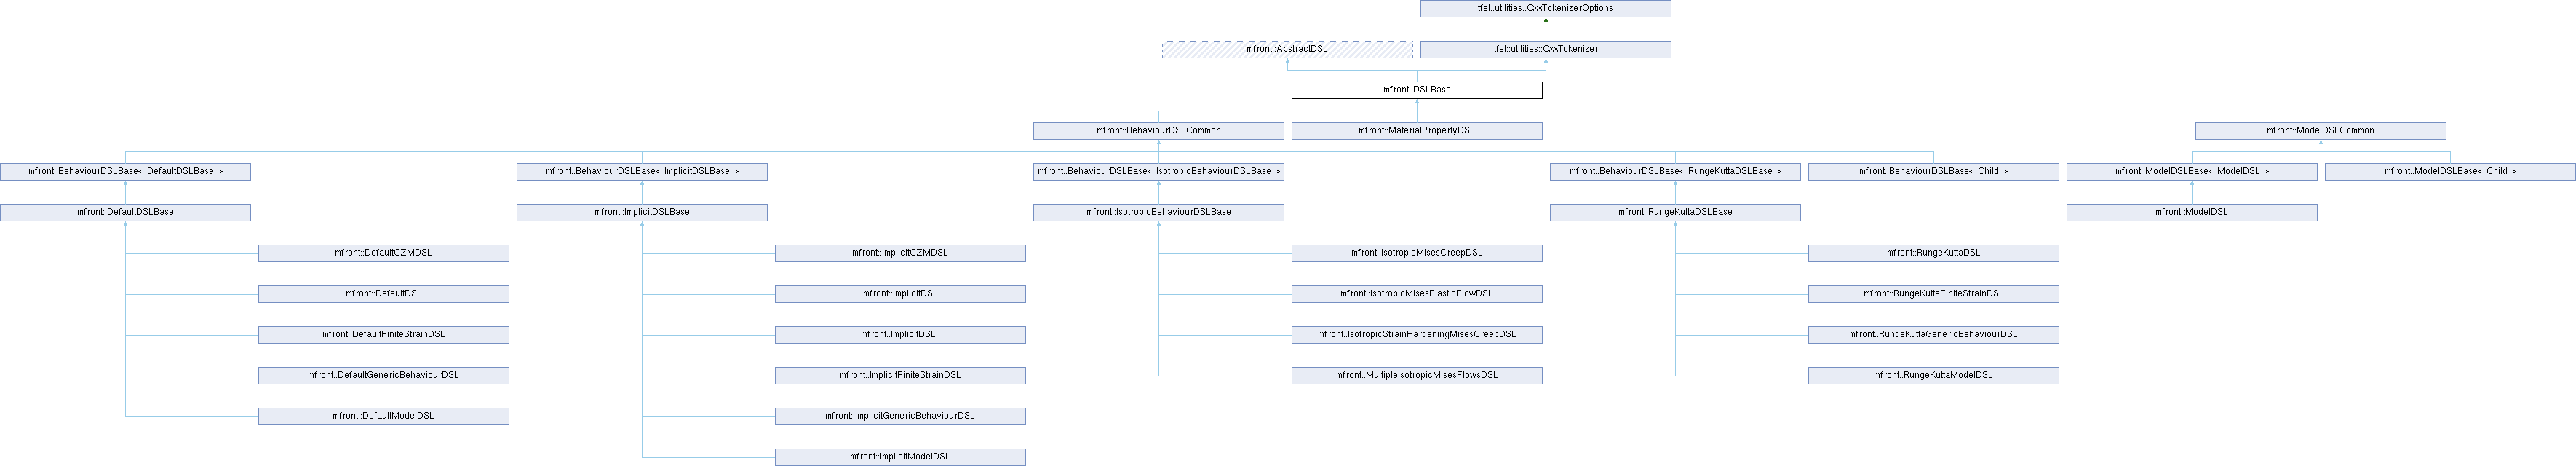 tfel::utilities::CxxTokenizerOptions
mfront::AbstractDSL
tfel::utilities::CxxTokenizer
mfront::DSLBase
mfront::BehaviourDSLCommon
mfront::MaterialPropertyDSL
mfront::ModelDSLCommon
mfront::BehaviourDSLBase< DefaultDSLBase >
mfront::BehaviourDSLBase< ImplicitDSLBase >
mfront::BehaviourDSLBase< IsotropicBehaviourDSLBase >
mfront::BehaviourDSLBase< RungeKuttaDSLBase >
mfront::BehaviourDSLBase< Child >
mfront::ModelDSLBase< ModelDSL >
mfront::ModelDSLBase< Child >
mfront::DefaultDSLBase
mfront::ImplicitDSLBase
mfront::IsotropicBehaviourDSLBase
mfront::RungeKuttaDSLBase
mfront::ModelDSL
mfront::DefaultCZMDSL
mfront::ImplicitCZMDSL
mfront::IsotropicMisesCreepDSL
mfront::RungeKuttaDSL
mfront::DefaultDSL
mfront::ImplicitDSL
mfront::IsotropicMisesPlasticFlowDSL
mfront::RungeKuttaFiniteStrainDSL
mfront::DefaultFiniteStrainDSL
mfront::ImplicitDSLII
mfront::IsotropicStrainHardeningMisesCreepDSL
mfront::RungeKuttaGenericBehaviourDSL
mfront::DefaultGenericBehaviourDSL
mfront::ImplicitFiniteStrainDSL
mfront::MultipleIsotropicMisesFlowsDSL
mfront::RungeKuttaModelDSL
mfront::DefaultModelDSL
mfront::ImplicitGenericBehaviourDSL
mfront::ImplicitModelDSL